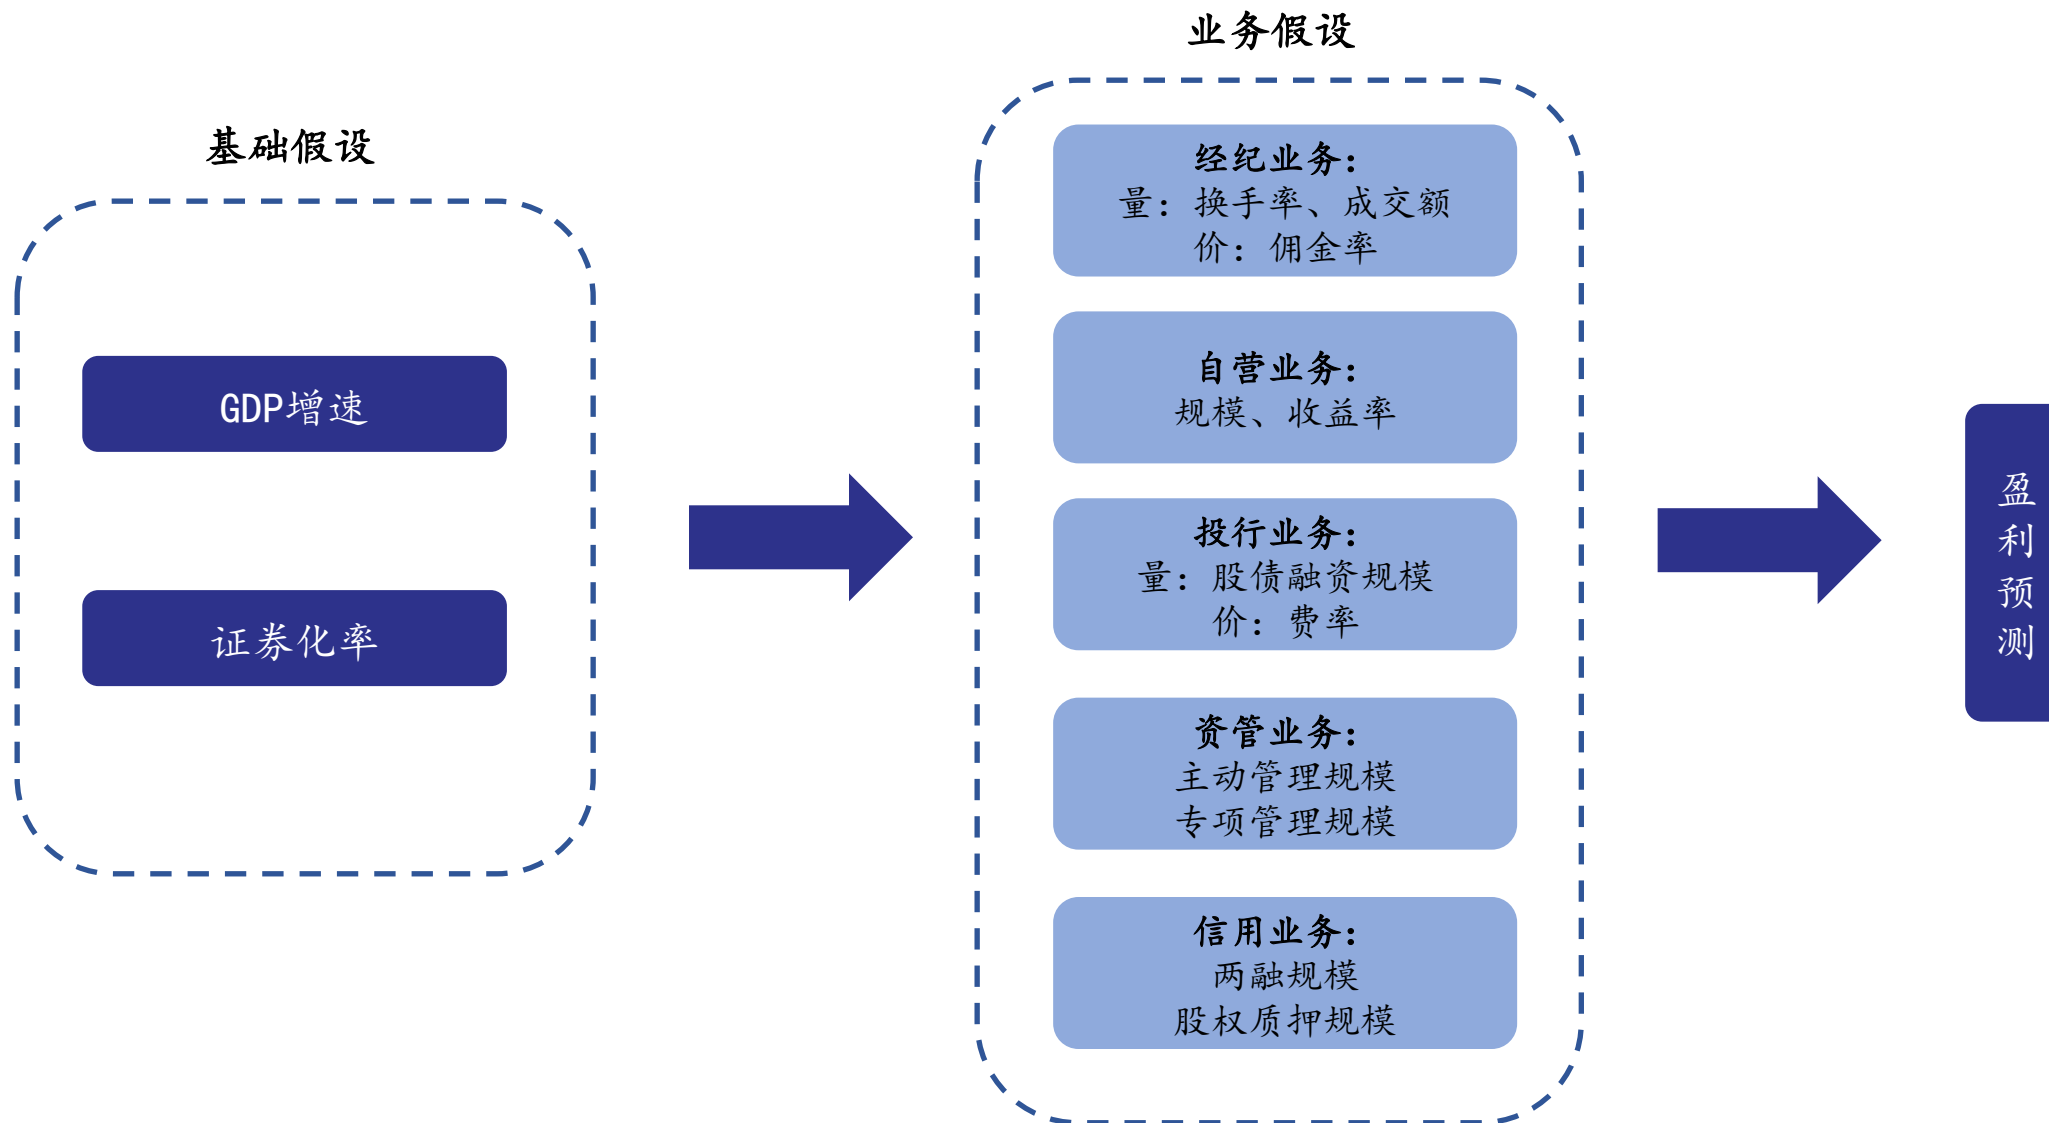 基础假设
GDP增速
证券化率
业务假设
经纪业务：
量：换手率、成交额
价：佣金率
自营业务：
规模、收益率
投行业务：
量：股债融资规模
价：费率
资管业务：
主动管理规模
专项管理规模
信用业务：
两融规模
股权质押规模
盈
利
预
测